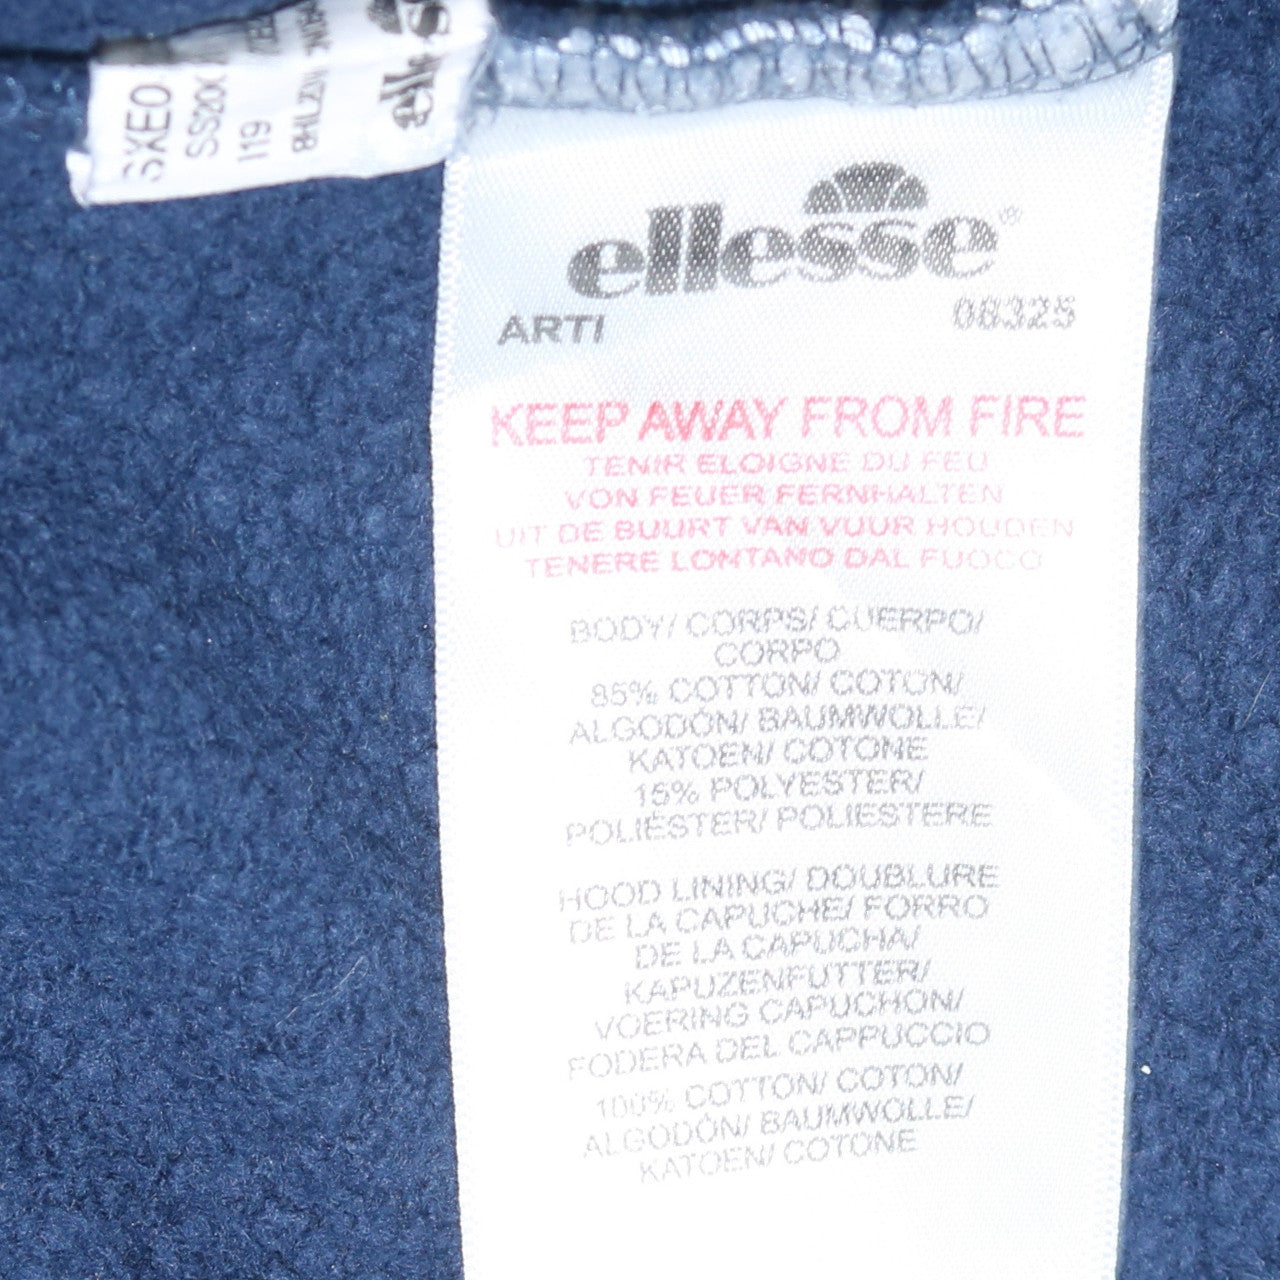 ellesse®
ARTI 08325
KEEP AWAY FROM FIRE
TENIR ELOIGNE DU FEU
VON FEUER FERNHALTEN
UIT DE BUURT VAN VUUR HOUDEN
TENERE LONTANO DAL FUOCO
BODY/ CORPS/ CUERPO/
CORPO
85% COTTON/ COTON/
ALGODÓN/ BAUMWOLLE/
KATOEN/ COTONE
15% POLYESTER/
POLIÉSTER/ POLIESTERE
HOOD LINING/ DOUBLURE
DE LA CAPUCHE/ FORRO
DE LA CAPUCHA/
KAPUZENFUTTER/
VOERING CAPUCHON/
FODERA DEL CAPPUCCIO
100% COTTON/ COTON/
ALGODÓN/ BAUMWOLLE/
KATOEN/ COTONE
119